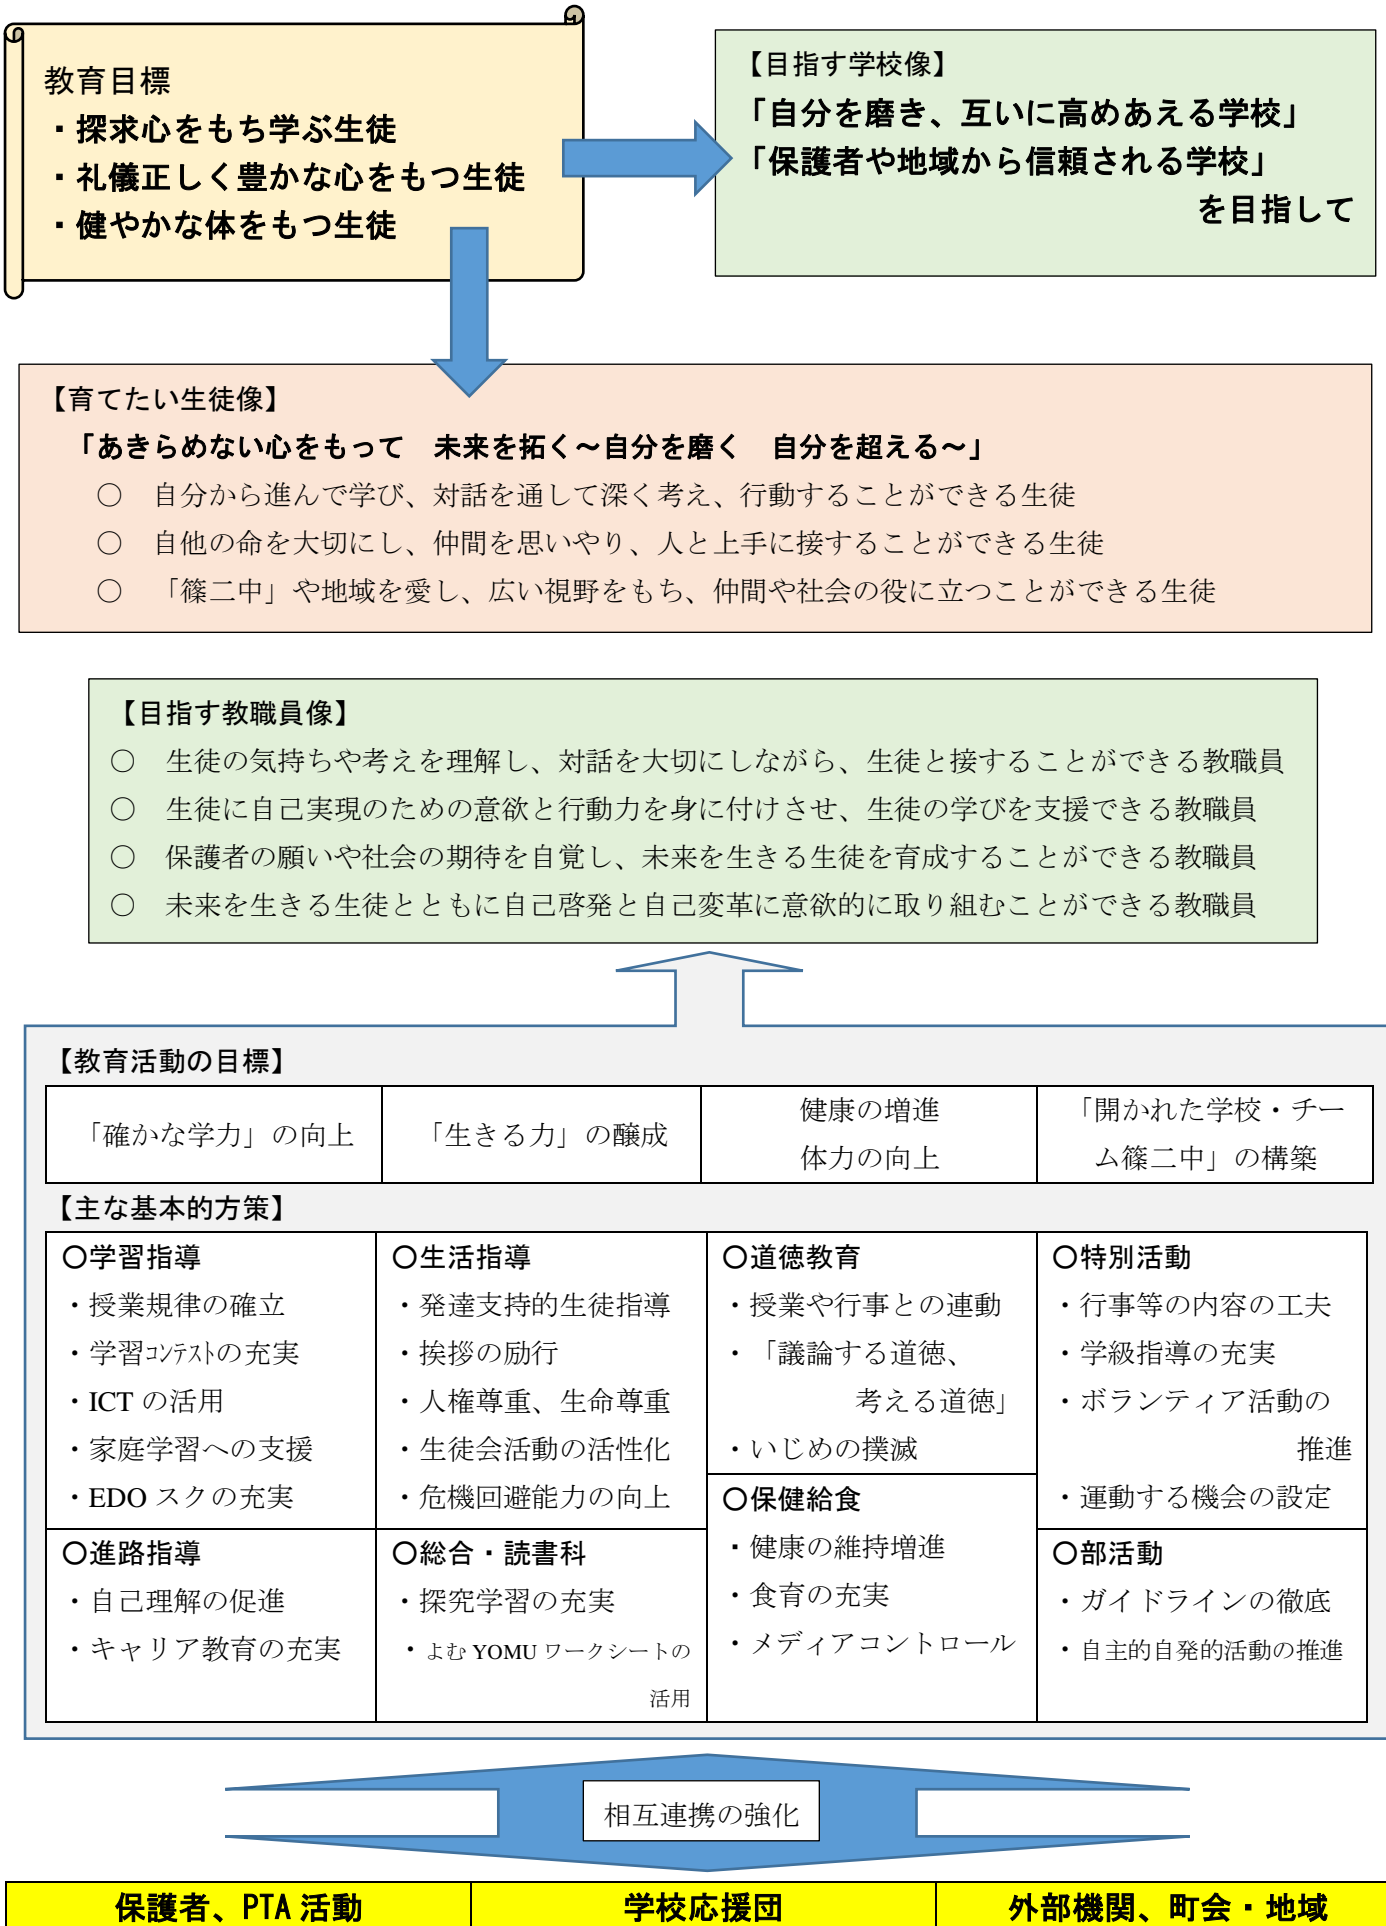 教育目標
・探求心をもち学ぶ生徒
・礼儀正しく豊かな心をもつ生徒
・健やかな体をもつ生徒
【目指す学校像】
「自分を磨き、互いに高めあえる学校」
「保護者や地域から信頼される学校」
を目指して
【育てたい生徒像】
「あきらめない心をもって　未来を拓く～自分を磨く　自分を超える～」
○　自分から進んで学び、対話を通して深く考え、行動することができる生徒
○　自他の命を大切にし、仲間を思いやり、人と上手に接することができる生徒
○　「篠二中」や地域を愛し、広い視野をもち、仲間や社会の役に立つことができる生徒
【目指す教職員像】
○　生徒の気持ちや考えを理解し、対話を大切にしながら、生徒と接することができる教職員
○　生徒に自己実現のための意欲と行動力を身に付けさせ、生徒の学びを支援できる教職員
○　保護者の願いや社会の期待を自覚し、未来を生きる生徒を育成することができる教職員
○　未来を生きる生徒とともに自己啓発と自己変革に意欲的に取り組むことができる教職員
【教育活動の目標】
「確かな学力」の向上
「生きる力」の醸成
健康の増進
体力の向上
「開かれた学校・チー
ム篠二中」の構築
【主な基本的方策】
○学習指導
・授業規律の確立
・学習ｺﾝﾃｽﾄの充実
・ICT の活用
・家庭学習への支援
・EDO スクの充実
○生活指導
・発達支持的生徒指導
・挨拶の励行
・人権尊重、生命尊重
・生徒会活動の活性化
・危機回避能力の向上
○道徳教育
・授業や行事との連動
・「議論する道徳、
考える道徳」
・いじめの撲滅
○特別活動
・行事等の内容の工夫
・学級指導の充実
・ボランティア活動の
推進
・運動する機会の設定
○進路指導
・自己理解の促進
・キャリア教育の充実
○総合・読書科
・探究学習の充実
・よむ YOMU ワークシートの
活用
○保健給食
・健康の維持増進
・食育の充実
・メディアコントロール
○部活動
・ガイドラインの徹底
・自主的自発的活動の推進
相互連携の強化
保護者、PTA 活動
学校応援団
外部機関、町会・地域